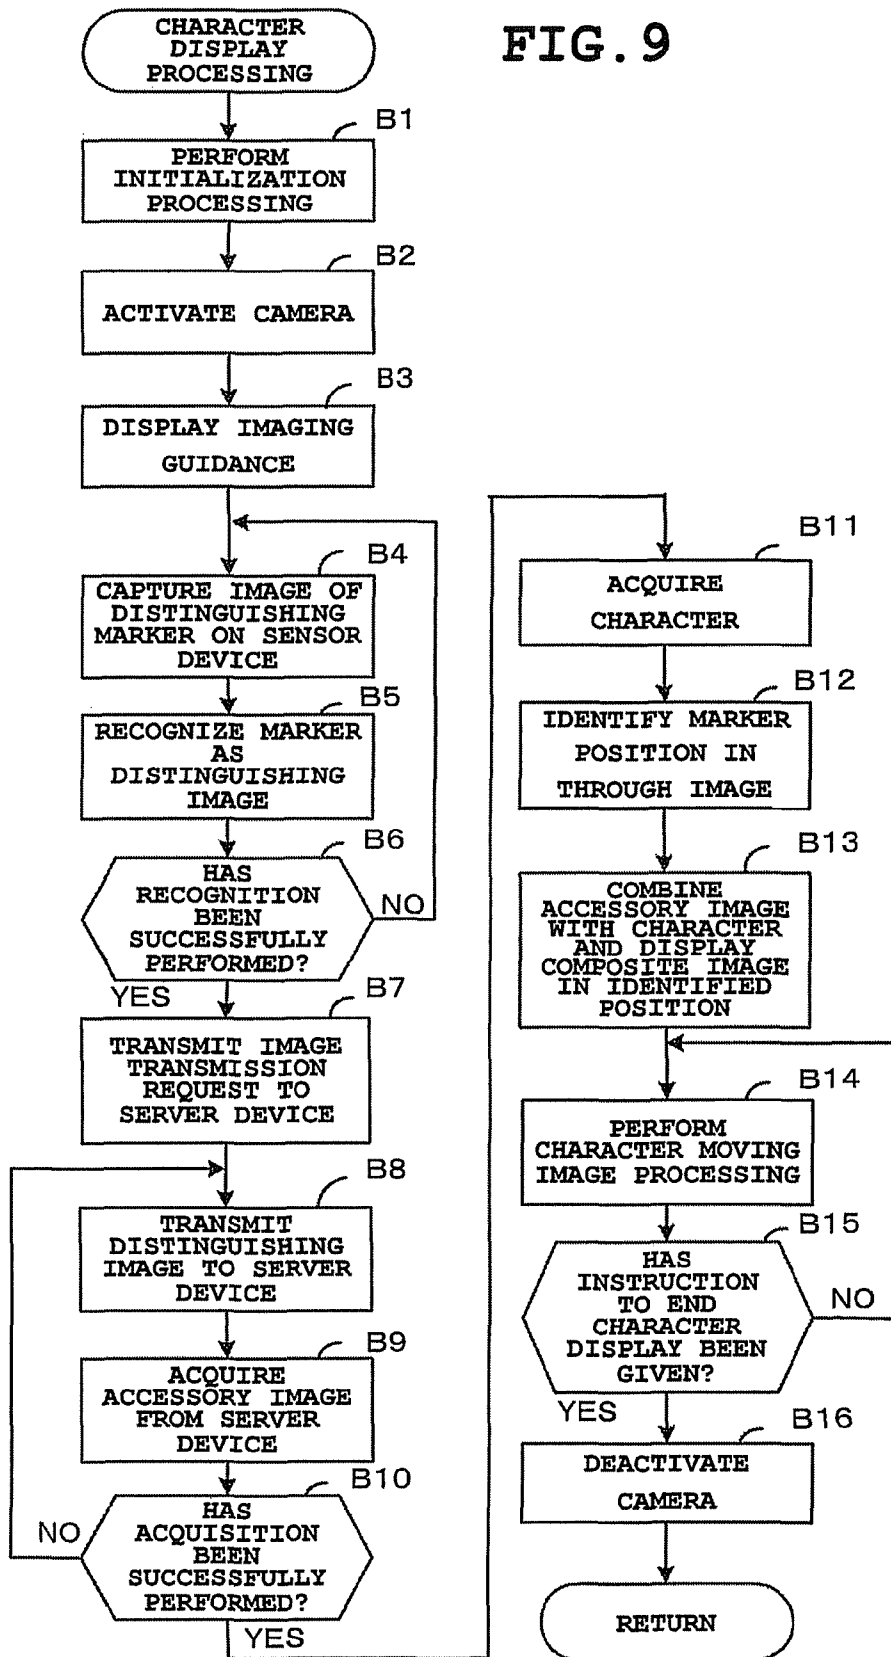 FIG. 9
CHARACTER
DISPLAY
PROCESSING
B1
PERFORM
INITIALIZATION
PROCESSING
B2
ACTIVATE CAMERA
B3
DISPLAY IMAGING
GUIDANCE
B4
CAPTURE IMAGE OF
DISTINGUISHING
MARKER ON SENSOR
DEVICE
B5
RECOGNIZE MARKER
AS
DISTINGUISHING
IMAGE
B6
HAS
RECOGNITION
BEEN
SUCCESSFULLY
PERFORMED?
NO
YES
B7
TRANSMIT IMAGE
TRANSMISSION
REQUEST TO
SERVER DEVICE
B8
TRANSMIT
DISTINGUISHING
IMAGE TO SERVER
DEVICE
B9
ACQUIRE
ACCESSORY IMAGE
FROM SERVER
DEVICE
B10
HAS
ACQUISITION
BEEN
SUCCESSFULLY
PERFORMED?
NO
YES
B11
ACQUIRE
CHARACTER
B12
IDENTIFY MARKER
POSITION IN
THROUGH IMAGE
B13
COMBINE
ACCESSORY IMAGE
WITH CHARACTER
AND DISPLAY
COMPOSITE IMAGE
IN IDENTIFIED
POSITION
B14
PERFORM
CHARACTER MOVING
IMAGE PROCESSING
B15
HAS
INSTRUCTION
TO END
CHARACTER
DISPLAY BEEN
GIVEN?
NO
YES
B16
DEACTIVATE
CAMERA
RETURN